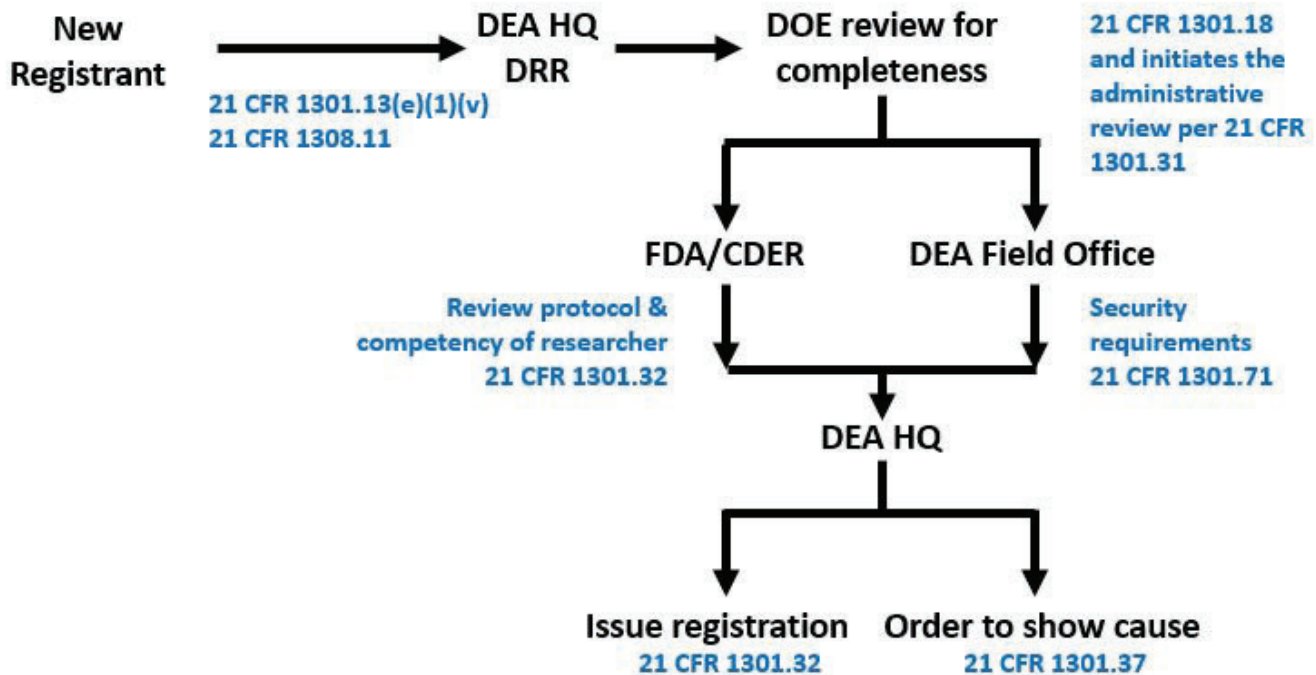 New
Registrant
21 CFR 1301.13(e)(1)(v)
21 CFR 1308.11
DEA HQ
DRR
DOE review for
completeness
21 CFR 1301.18
and initiates the
administrative
review per 21 CFR
1301.31
FDA/CDER
DEA Field Office
Review protocol &
competency of researcher
21 CFR 1301.32
Security
requirements
21 CFR 1301.71
DEA HQ
Issue registration
21 CFR 1301.32
Order to show cause
21 CFR 1301.37